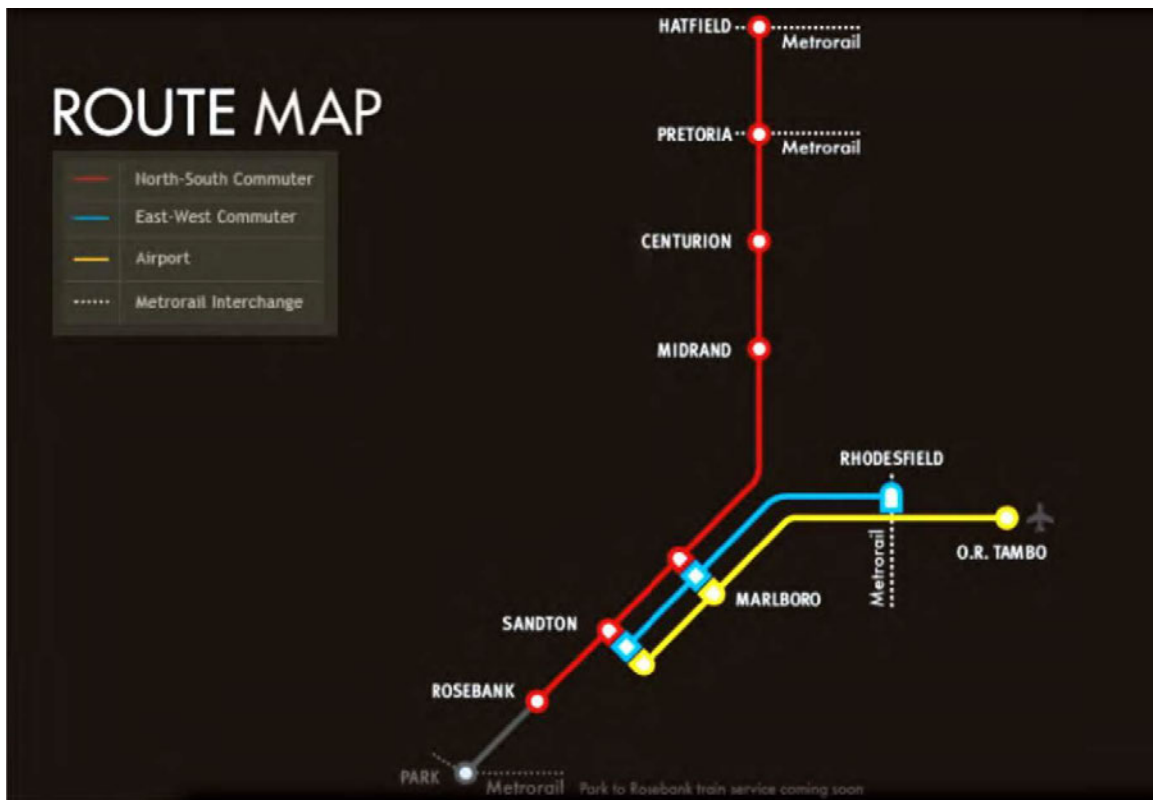 HATFIELD
Metrorail
ROUTE MAP
PRETORIA
Metrorail
North-South Commuter
East-West Commuter
Airport
Metrorail Interchange
CENTURION
MIDRAND
RHODESFIELD
Metrorail
O.R. TAMBO
MARLBORO
SANDTON
ROSEBANK
PARK
Metrorail
Park to Rosebank train service coming soon